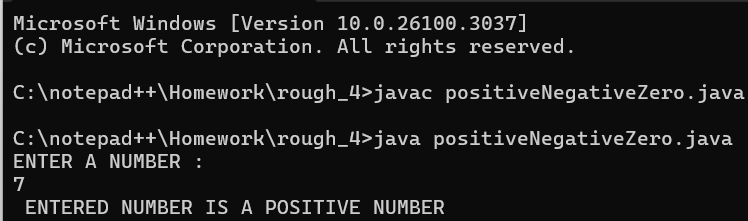 Microsoft Windows [Version 10.0.26100.3037]
(c) Microsoft Corporation. All rights reserved.
C:\notepad++\Homework\rough_4>javac positiveNegativeZero.java
C:\notepad++\Homework\rough_4>java positiveNegativeZero.java
ENTER A NUMBER :
7
ENTERED NUMBER IS A POSITIVE NUMBER